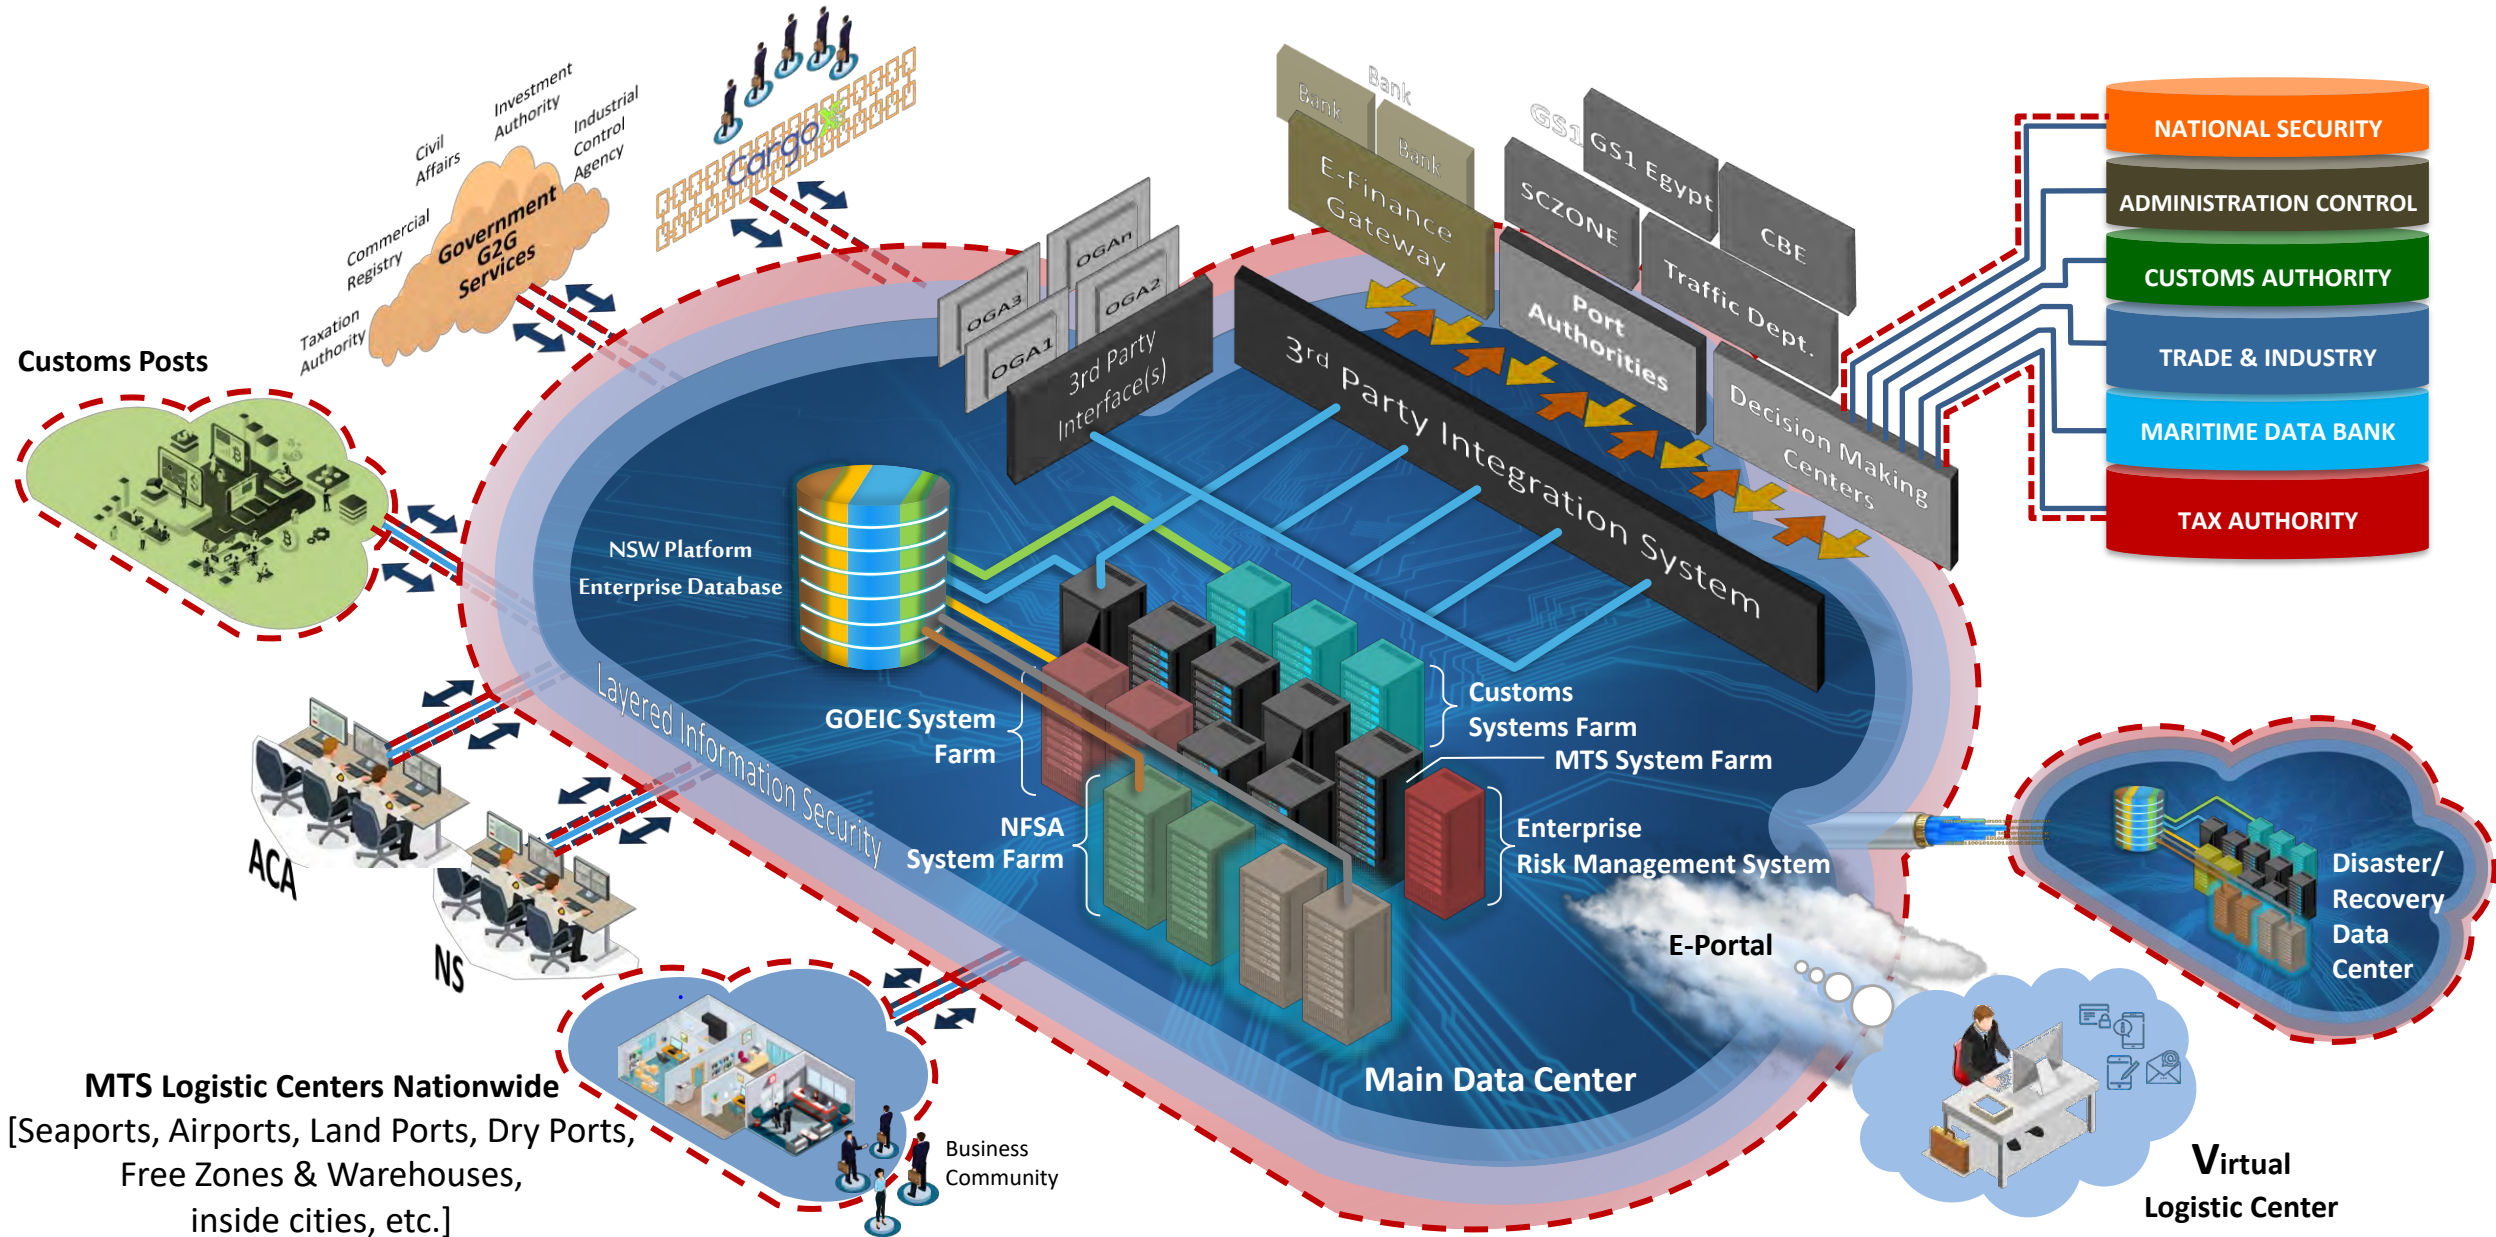 Investment
Authority
Industrial
Control
Agency
Civil
Affairs
Commercial
Registry
Taxation
Authority
Government
G2G
Services
cargoX
Customs Posts
Bank
Bank
Bank
E-Finance
Gateway
GS1
GS1 Egypt
SCZONE
CBE
Traffic Dept.
Port
Authorities
Decision Making
Centers
OGAn
OGA3
OGA2
OGA1
3rd Party
Interface(s)
3rd Party Integration System
NATIONAL SECURITY
ADMINISTRATION CONTROL
CUSTOMS AUTHORITY
TRADE & INDUSTRY
MARITIME DATA BANK
TAX AUTHORITY
NSW Platform
Enterprise Database
Layered Information Security
GOEIC System
Farm
NFSA
System Farm
Customs
Systems Farm
MTS System Farm
Enterprise
Risk Management System
Main Data Center
E-Portal
Disaster/
Recovery
Data
Center
Virtual
Logistic Center
ACA
NS
MTS Logistic Centers Nationwide
[Seaports, Airports, Land Ports, Dry Ports,
Free Zones & Warehouses,
inside cities, etc.]
Business
Community